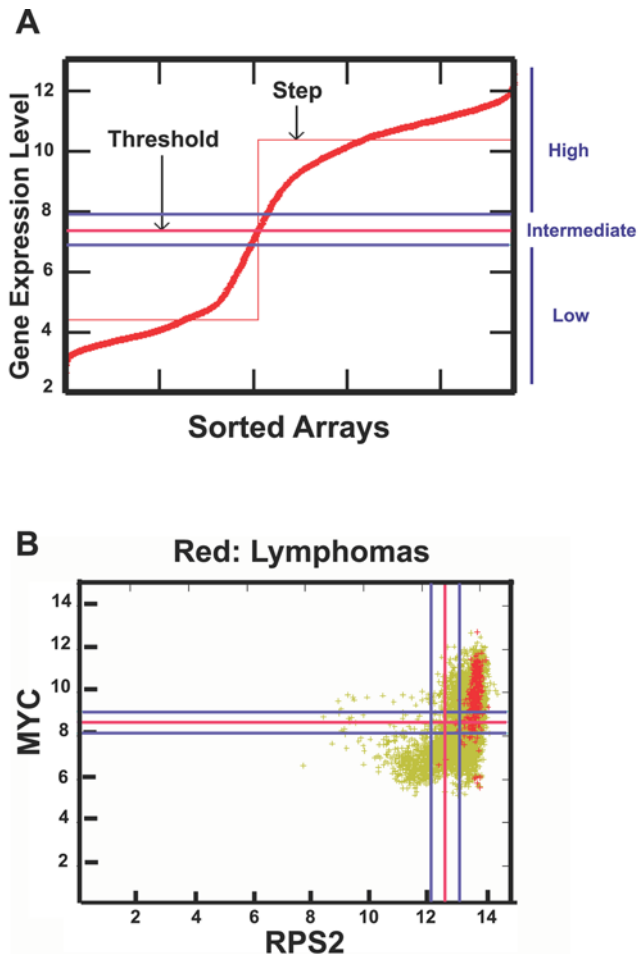 A
Gene Expression Level
12
10
8
6
4
2
Threshold
Step
High
Intermediate
Low
Sorted Arrays
B
Red: Lymphomas
MYC
14
12
10
8
6
4
2
2
4
6
8
10
12
14
RPS2